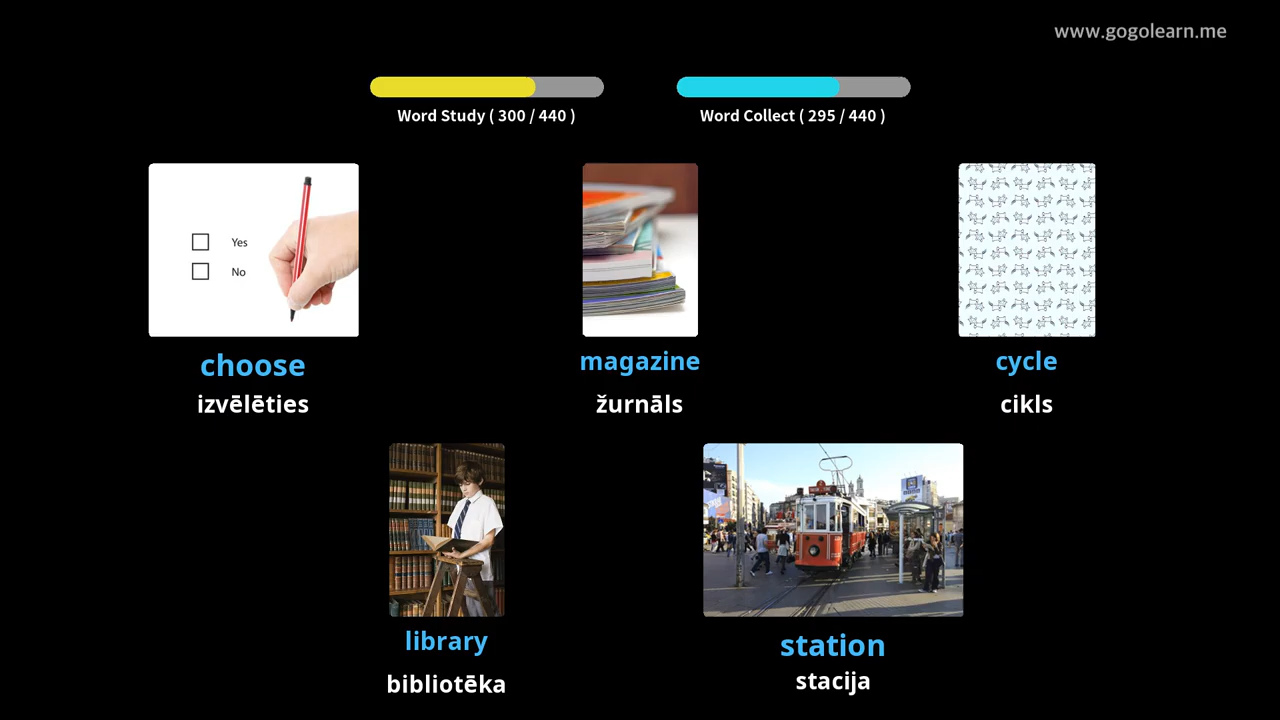 www.gogolearn.me
Word Study ( 300 / 440 )
Word Collect ( 295 / 440 )
Yes
No
choose
izvēlēties
magazine
žurnāls
cycle
cikls
library
bibliotēka
station
stacija